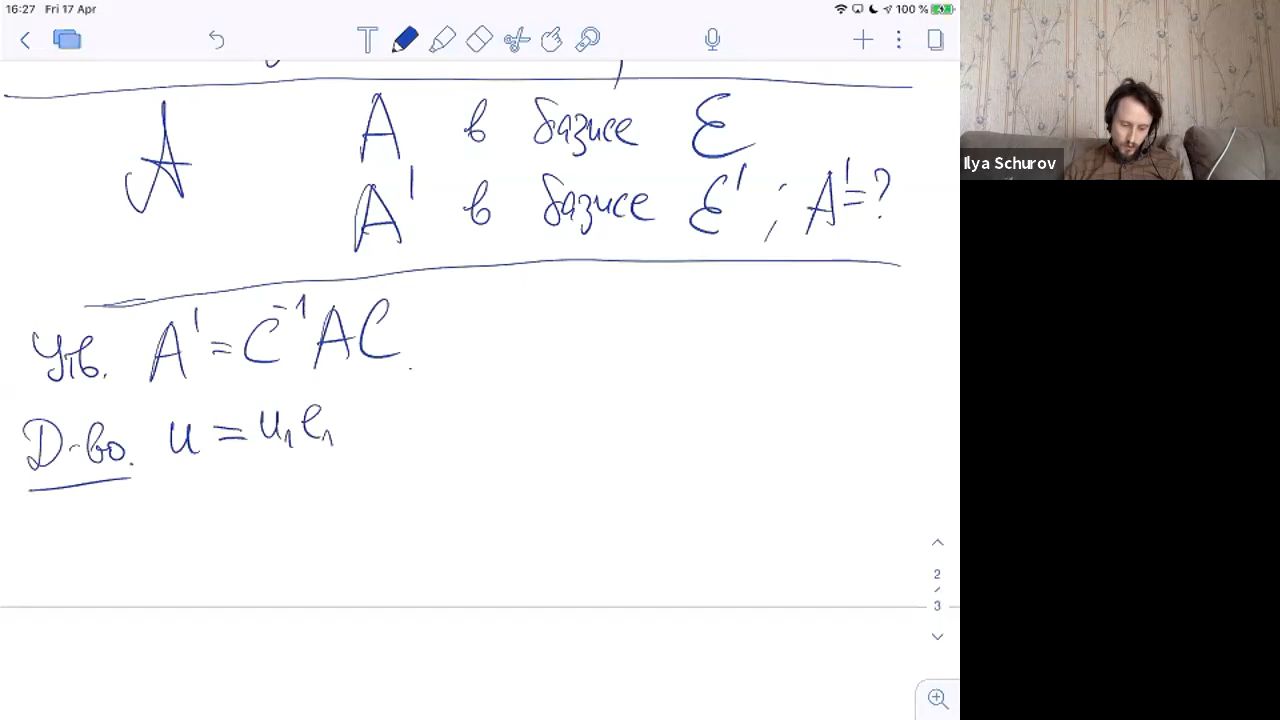 16:27 Fri 17 Apr
100 %
T
Ilya Schurov
𝒜 A в базисе ℰ
A' в базисе ℰ' ; A' = ?
Утв. A' = C⁻¹AC.
Д-во. u = u₁e₁
2
3